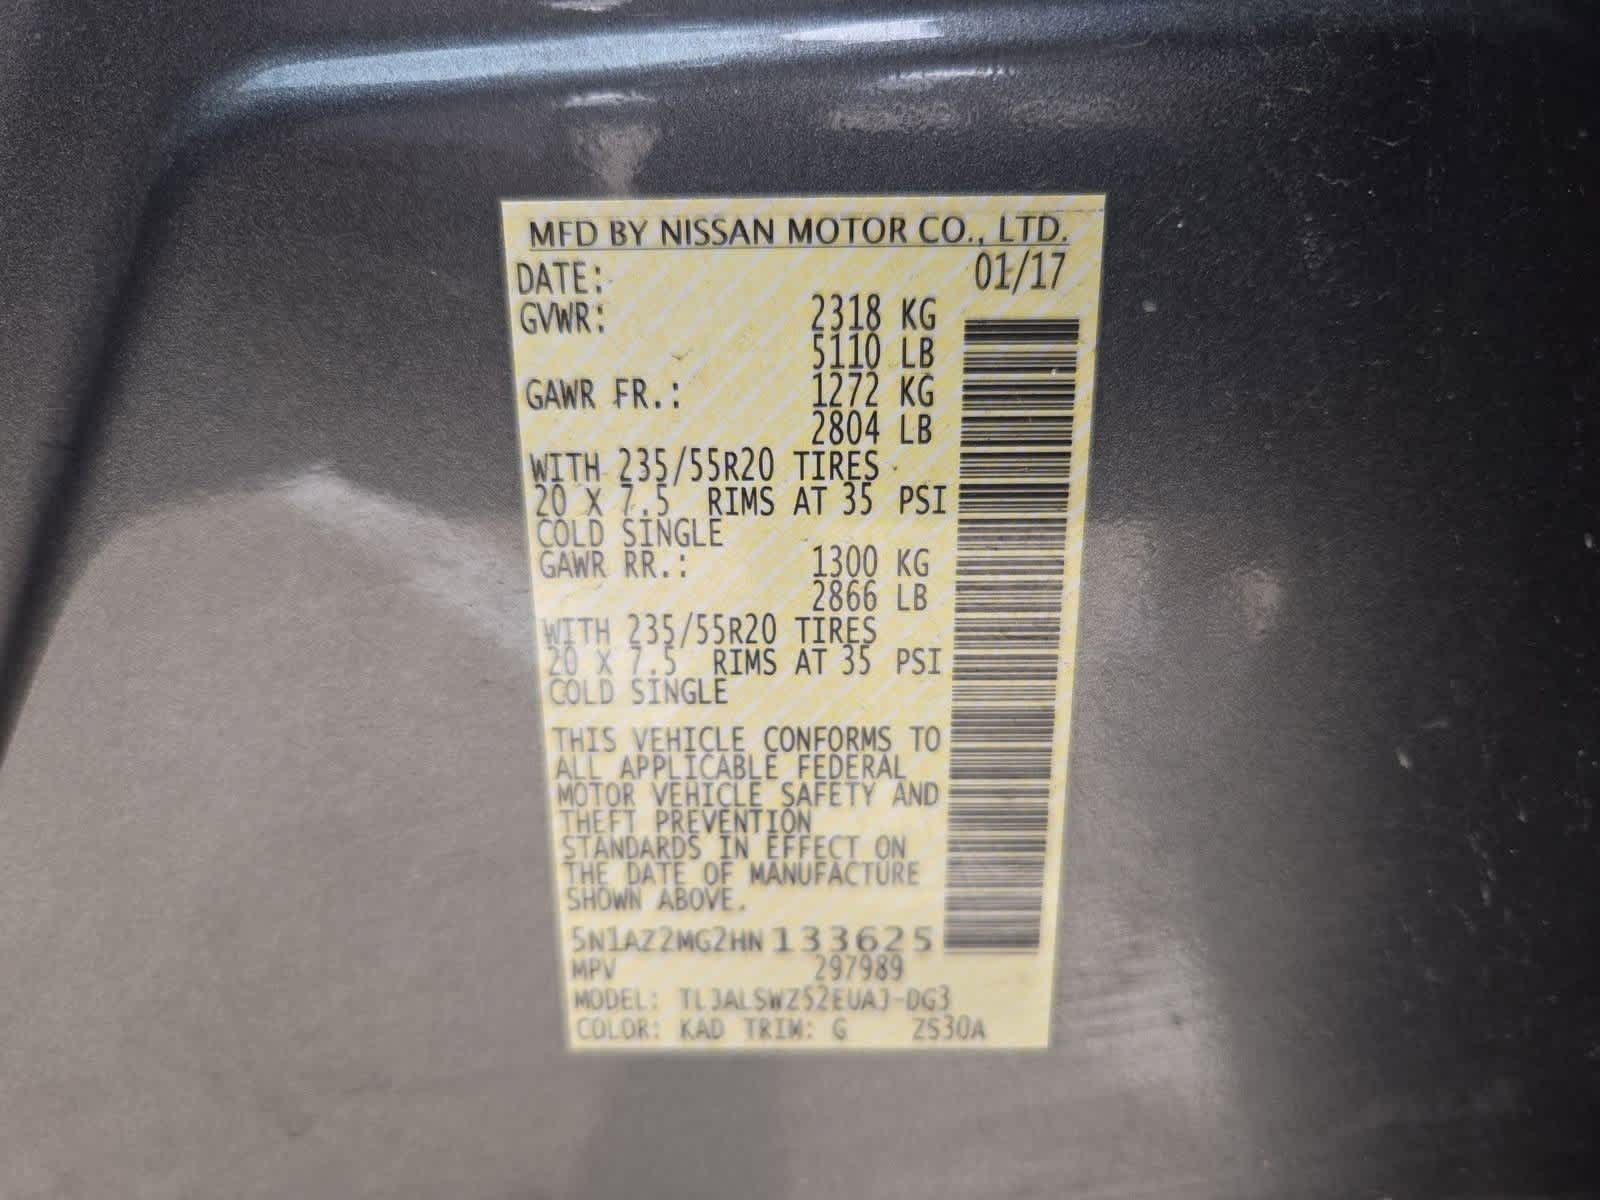 MFD BY NISSAN MOTOR CO., LTD.
DATE: 01/17
GVWR: 2318 KG
5110 LB
GAWR FR.: 1272 KG
2804 LB
WITH 235/55R20 TIRES
20 X 7.5 RIMS AT 35 PSI
COLD SINGLE
GAWR RR.: 1300 KG
2866 LB
WITH 235/55R20 TIRES
20 X 7.5 RIMS AT 35 PSI
COLD SINGLE
THIS VEHICLE CONFORMS TO
ALL APPLICABLE FEDERAL
MOTOR VEHICLE SAFETY AND
THEFT PREVENTION
STANDARDS IN EFFECT ON
THE DATE OF MANUFACTURE
SHOWN ABOVE.
5N1AZ2MG2HN133625
MPV 297989
MODEL: TL3ALSWZ52EUAJ-DG3
COLOR: KAD TRIM: G ZS30A